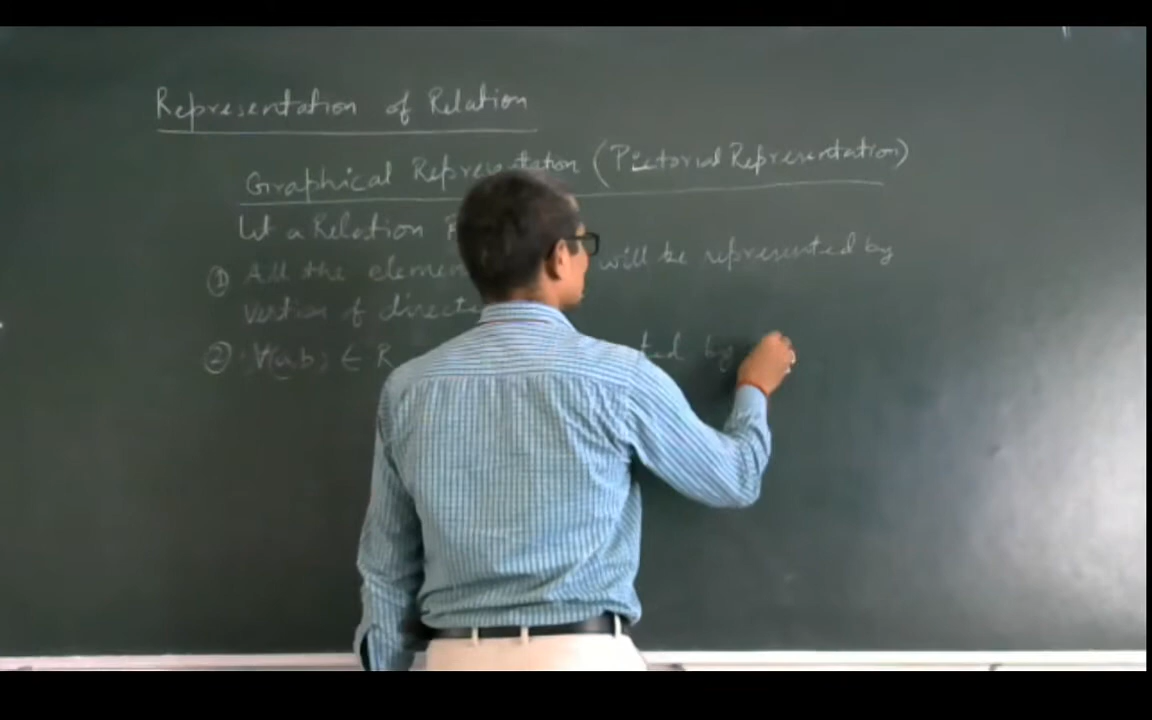 Representation of Relation
Graphical Representation (Pictorial Representation)
Let a Relation
① All the elemen will be represented by
vertion of directe
② ∀(a,b) ∈ R ted by